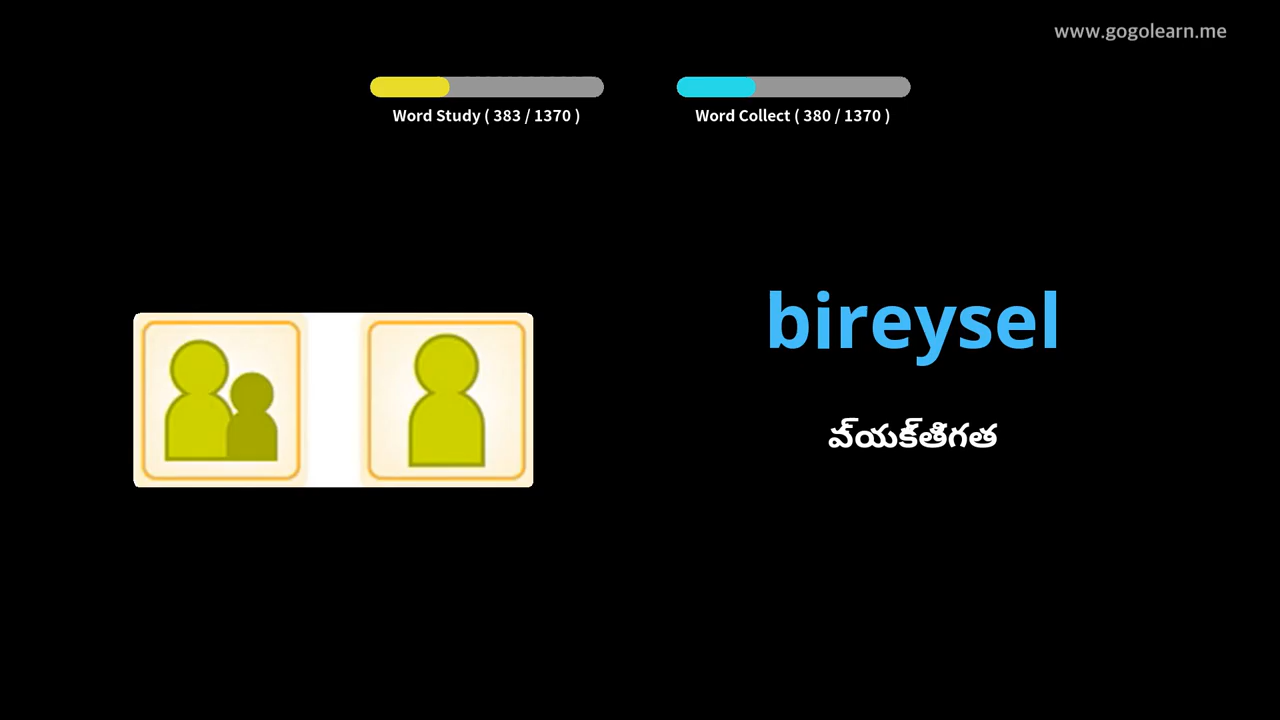 www.gogolearn.me
Word Study ( 383 / 1370 )
Word Collect ( 380 / 1370 )
bireysel
వ్యక్తిగత